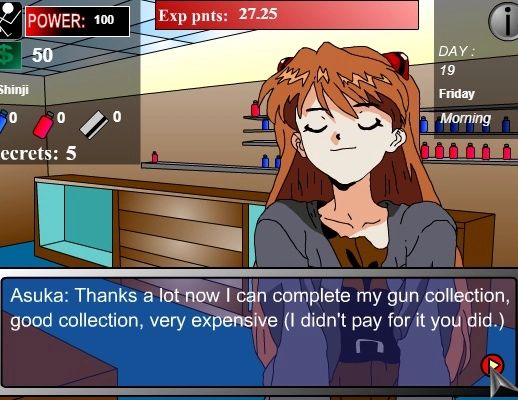 POWER: 100
Exp pnts: 27.25
i
$ 50
DAY :
19
Shinji
Friday
0 0 0
Morning
ecrets: 5
Asuka: Thanks a lot now I can complete my gun collection,
good collection, very expensive (I didn't pay for it you did.)